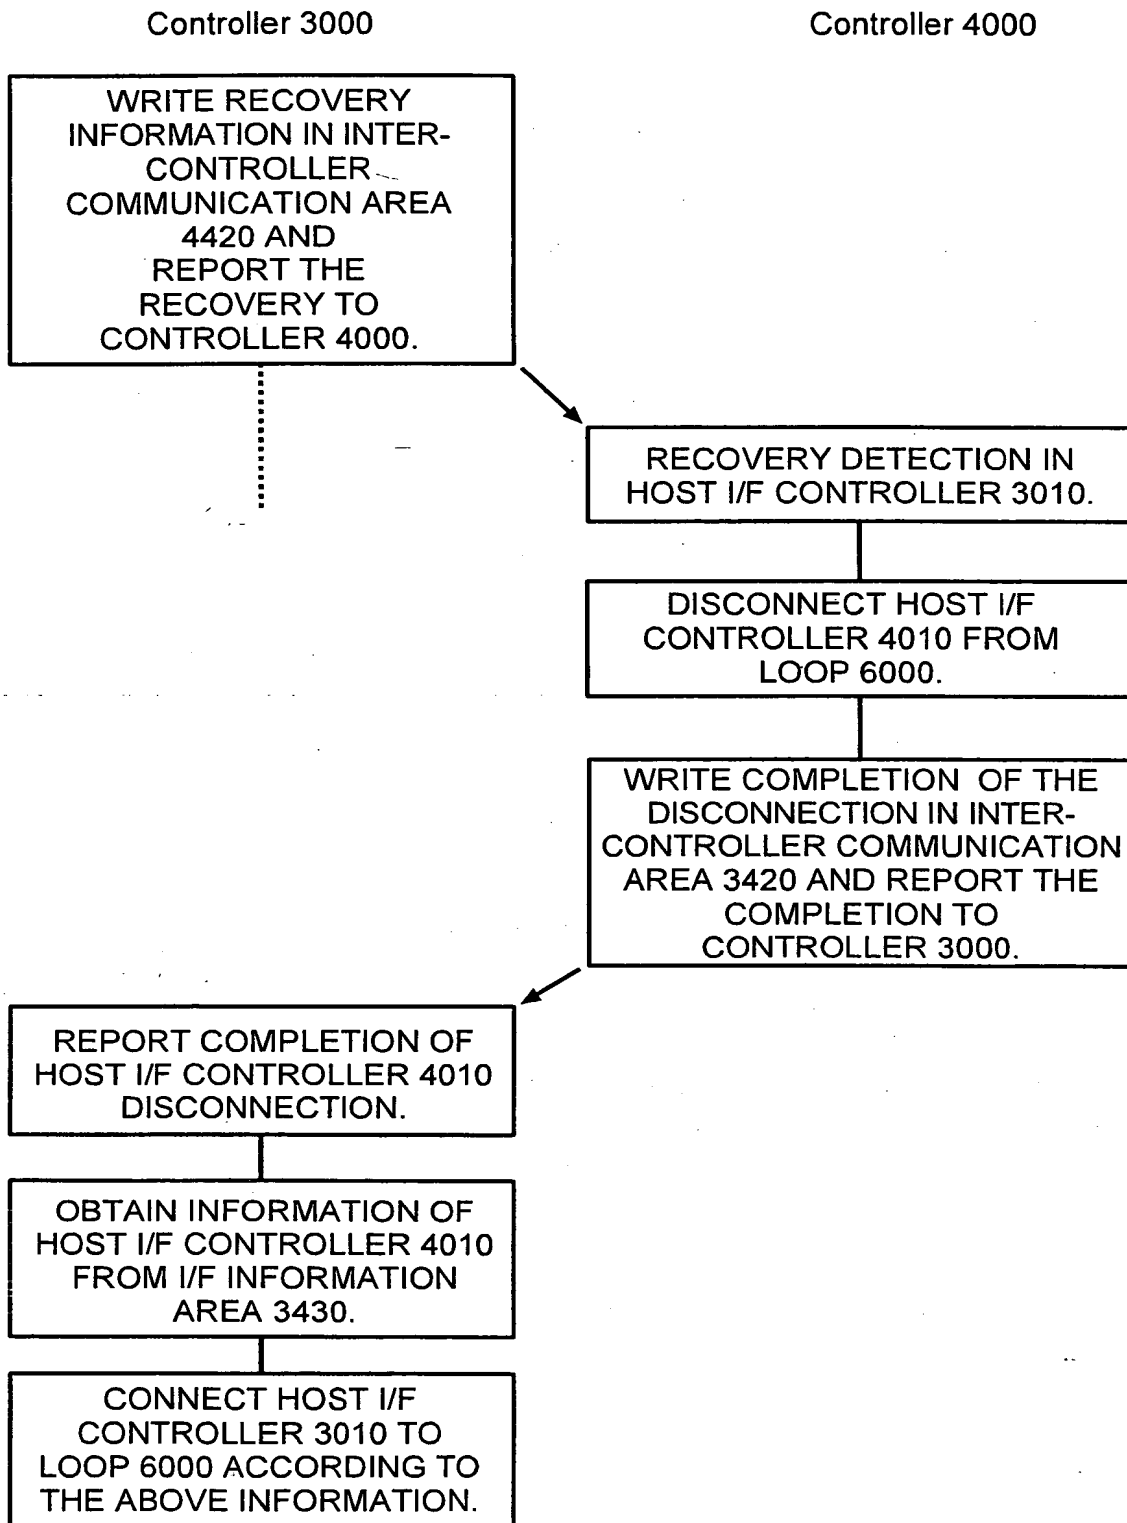 Controller 3000
Controller 4000
WRITE RECOVERY
INFORMATION IN INTER-
CONTROLLER
COMMUNICATION AREA
4420 AND
REPORT THE
RECOVERY TO
CONTROLLER 4000.
RECOVERY DETECTION IN
HOST I/F CONTROLLER 3010.
DISCONNECT HOST I/F
CONTROLLER 4010 FROM
LOOP 6000.
WRITE COMPLETION OF THE
DISCONNECTION IN INTER-
CONTROLLER COMMUNICATION
AREA 3420 AND REPORT THE
COMPLETION TO
CONTROLLER 3000.
REPORT COMPLETION OF
HOST I/F CONTROLLER 4010
DISCONNECTION.
OBTAIN INFORMATION OF
HOST I/F CONTROLLER 4010
FROM I/F INFORMATION
AREA 3430.
CONNECT HOST I/F
CONTROLLER 3010 TO
LOOP 6000 ACCORDING TO
THE ABOVE INFORMATION.